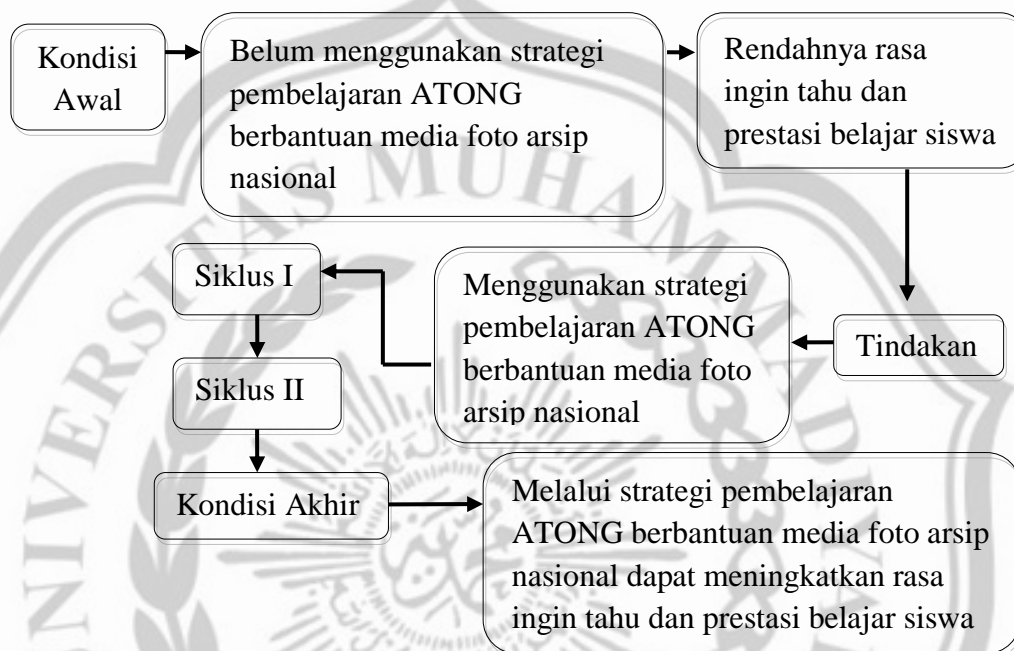 Kondisi
Awal
Belum menggunakan strategi
pembelajaran ATONG
berbantuan media foto arsip
nasional
Rendahnya rasa
ingin tahu dan
prestasi belajar siswa
Tindakan
Menggunakan strategi
pembelajaran ATONG
berbantuan media foto
arsip nasional
Siklus I
Siklus II
Kondisi Akhir
Melalui strategi pembelajaran
ATONG berbantuan media foto arsip
nasional dapat meningkatkan rasa
ingin tahu dan prestasi belajar siswa
UNIVERSITAS MUHAMMAD